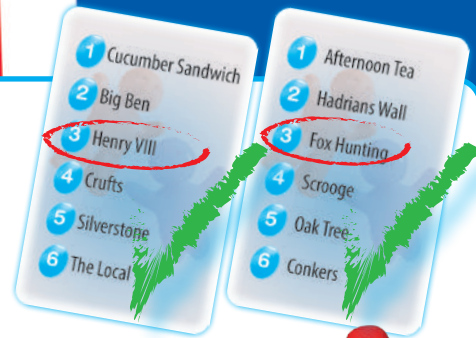 1 Cucumber Sandwich
2 Big Ben
3 Henry VIII
4 Crufts
5 Silverstone
6 The Local
1 Afternoon Tea
2 Hadrians Wall
3 Fox Hunting
4 Scrooge
5 Oak Tree
6 Conkers